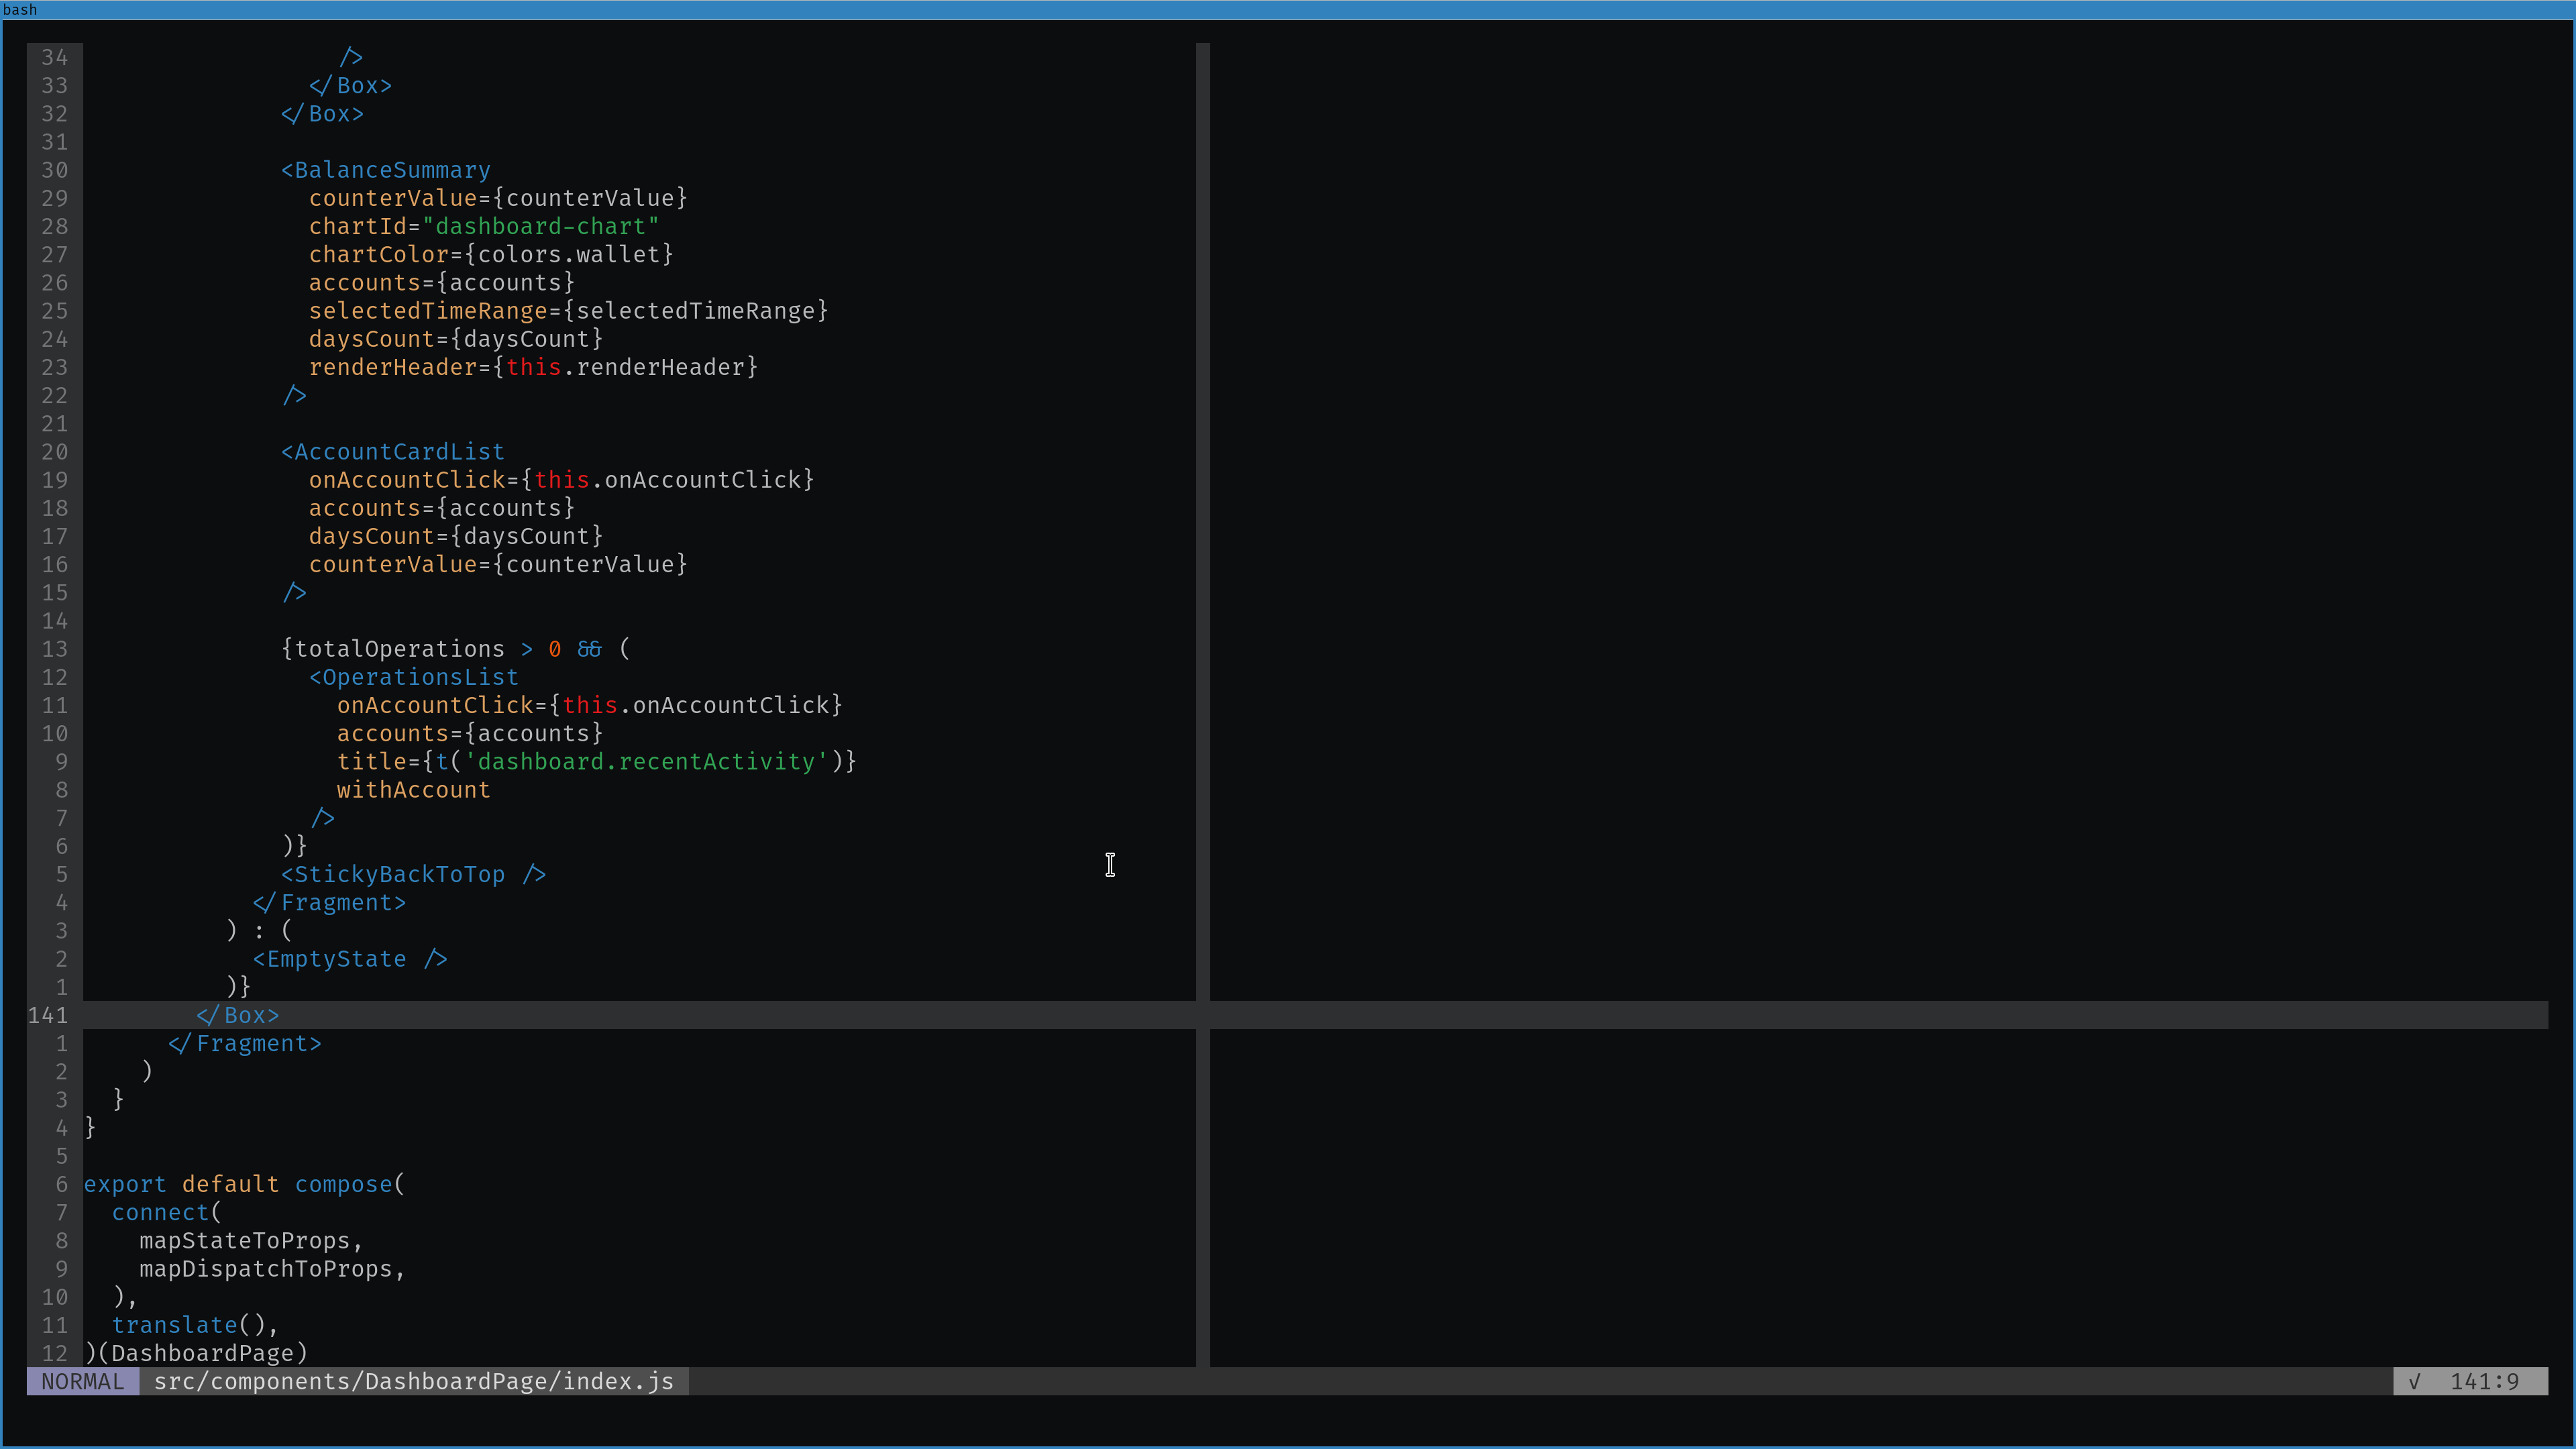 bash
34                   />
33                 </Box>
32               </Box>
31
30               <BalanceSummary
29                 counterValue={counterValue}
28                 chartId="dashboard-chart"
27                 chartColor={colors.wallet}
26                 accounts={accounts}
25                 selectedTimeRange={selectedTimeRange}
24                 daysCount={daysCount}
23                 renderHeader={this.renderHeader}
22               />
21
20               <AccountCardList
19                 onAccountClick={this.onAccountClick}
18                 accounts={accounts}
17                 daysCount={daysCount}
16                 counterValue={counterValue}
15               />
14
13               {totalOperations > 0 && (
12                 <OperationsList
11                   onAccountClick={this.onAccountClick}
10                   accounts={accounts}
9                   title={t('dashboard.recentActivity')}
8                   withAccount
7                 />
6               )}
5               <StickyBackToTop />
4             </Fragment>
3           ) : (
2             <EmptyState />
1           )}
141         </Box>
1       </Fragment>
2     )
3   }
4 }
5
6 export default compose(
7   connect(
8     mapStateToProps,
9     mapDispatchToProps,
10   ),
11   translate(),
12 )(DashboardPage)
NORMAL src/components/DashboardPage/index.js √ 141:9